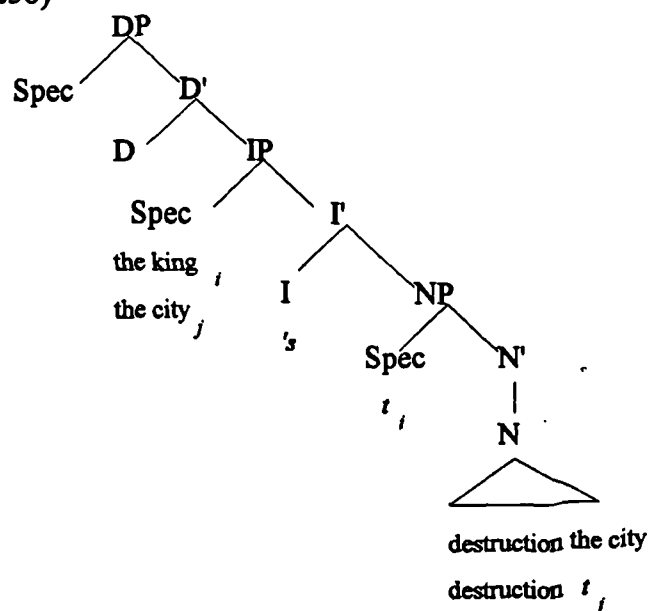 DP
Spec D'
D IP
Spec I'
the king i
the city j
I NP
's
Spec N'
t i
N
destruction the city
destruction t j